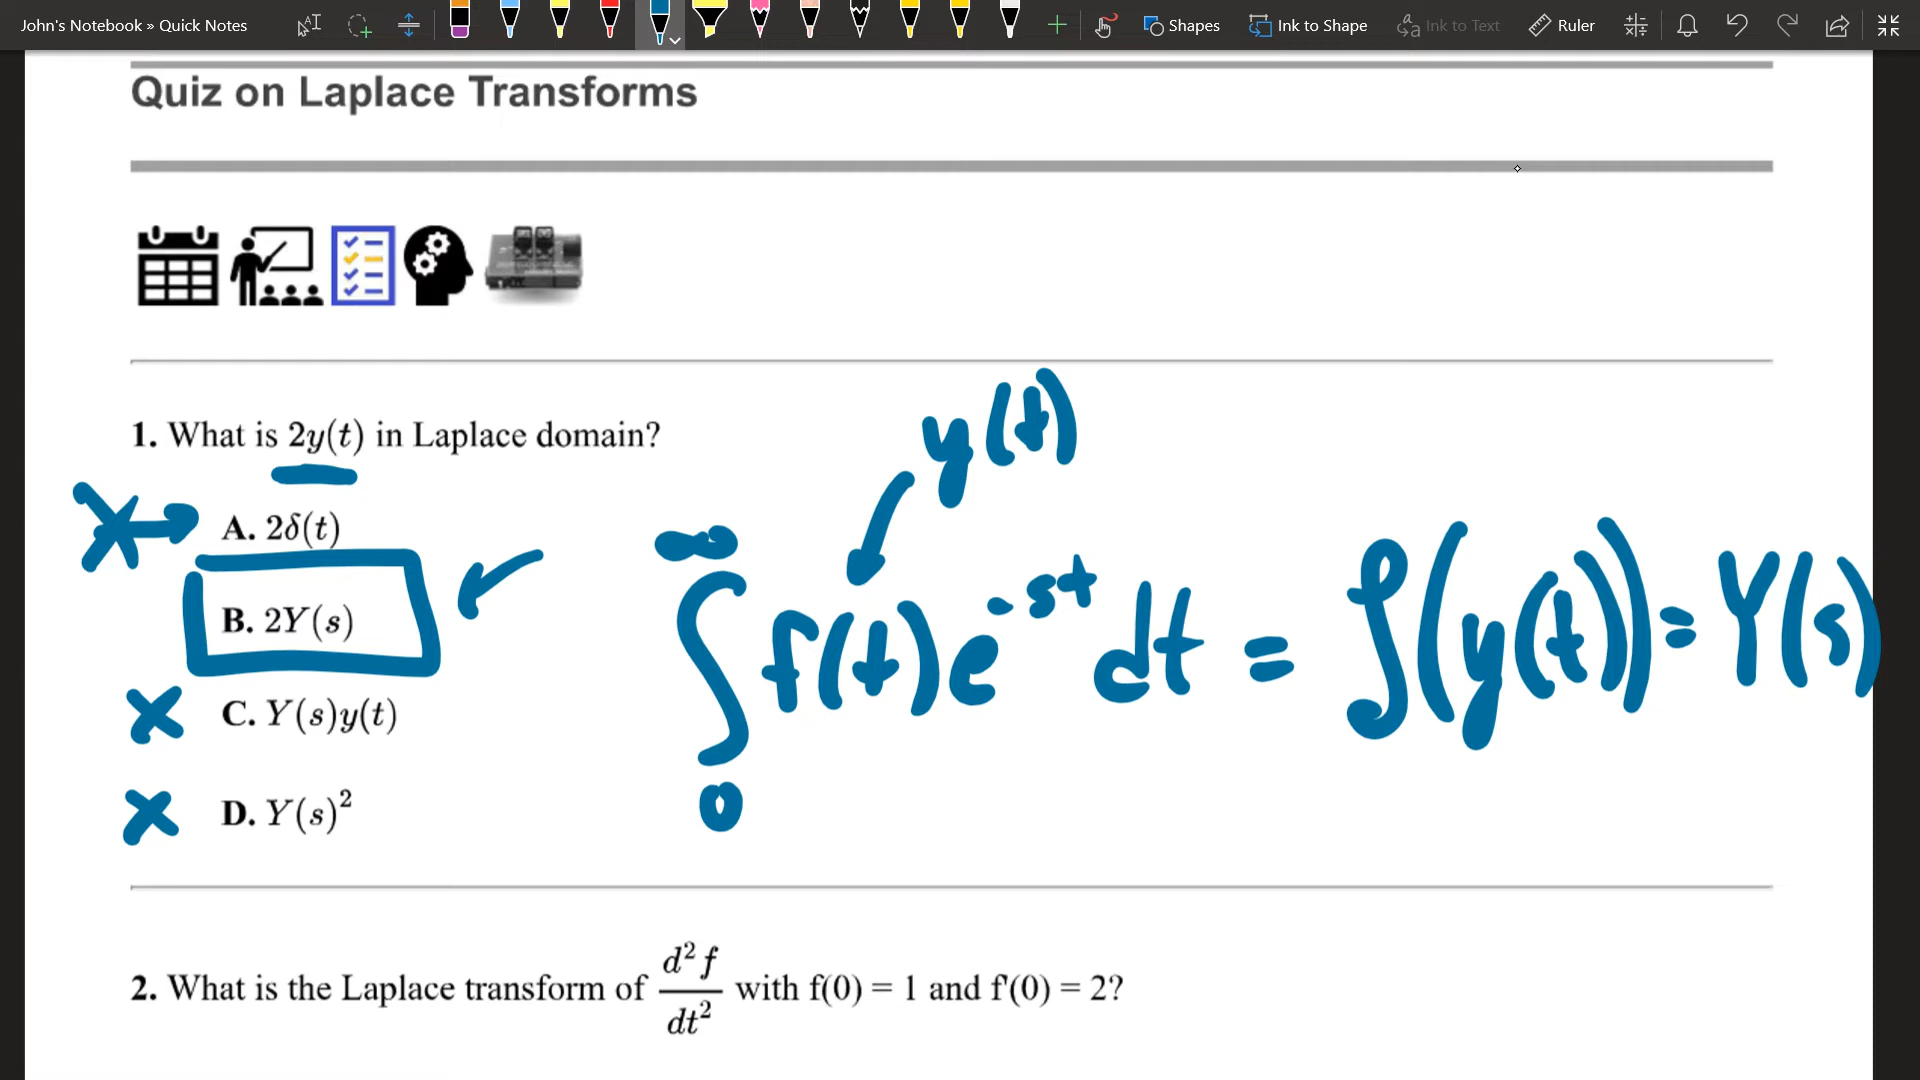 John's Notebook » Quick Notes
Shapes Ink to Shape Ink to Text Ruler
Quiz on Laplace Transforms
1. What is 2y(t) in Laplace domain?
y(t)
A. 2δ(t)
B. 2Y(s)
∫₀^∞ f(t)e^-st dt = ℒ(y(t)) = Y(s)
C. Y(s)y(t)
D. Y(s)²
2. What is the Laplace transform of d²f/dt² with f(0) = 1 and f'(0) = 2?